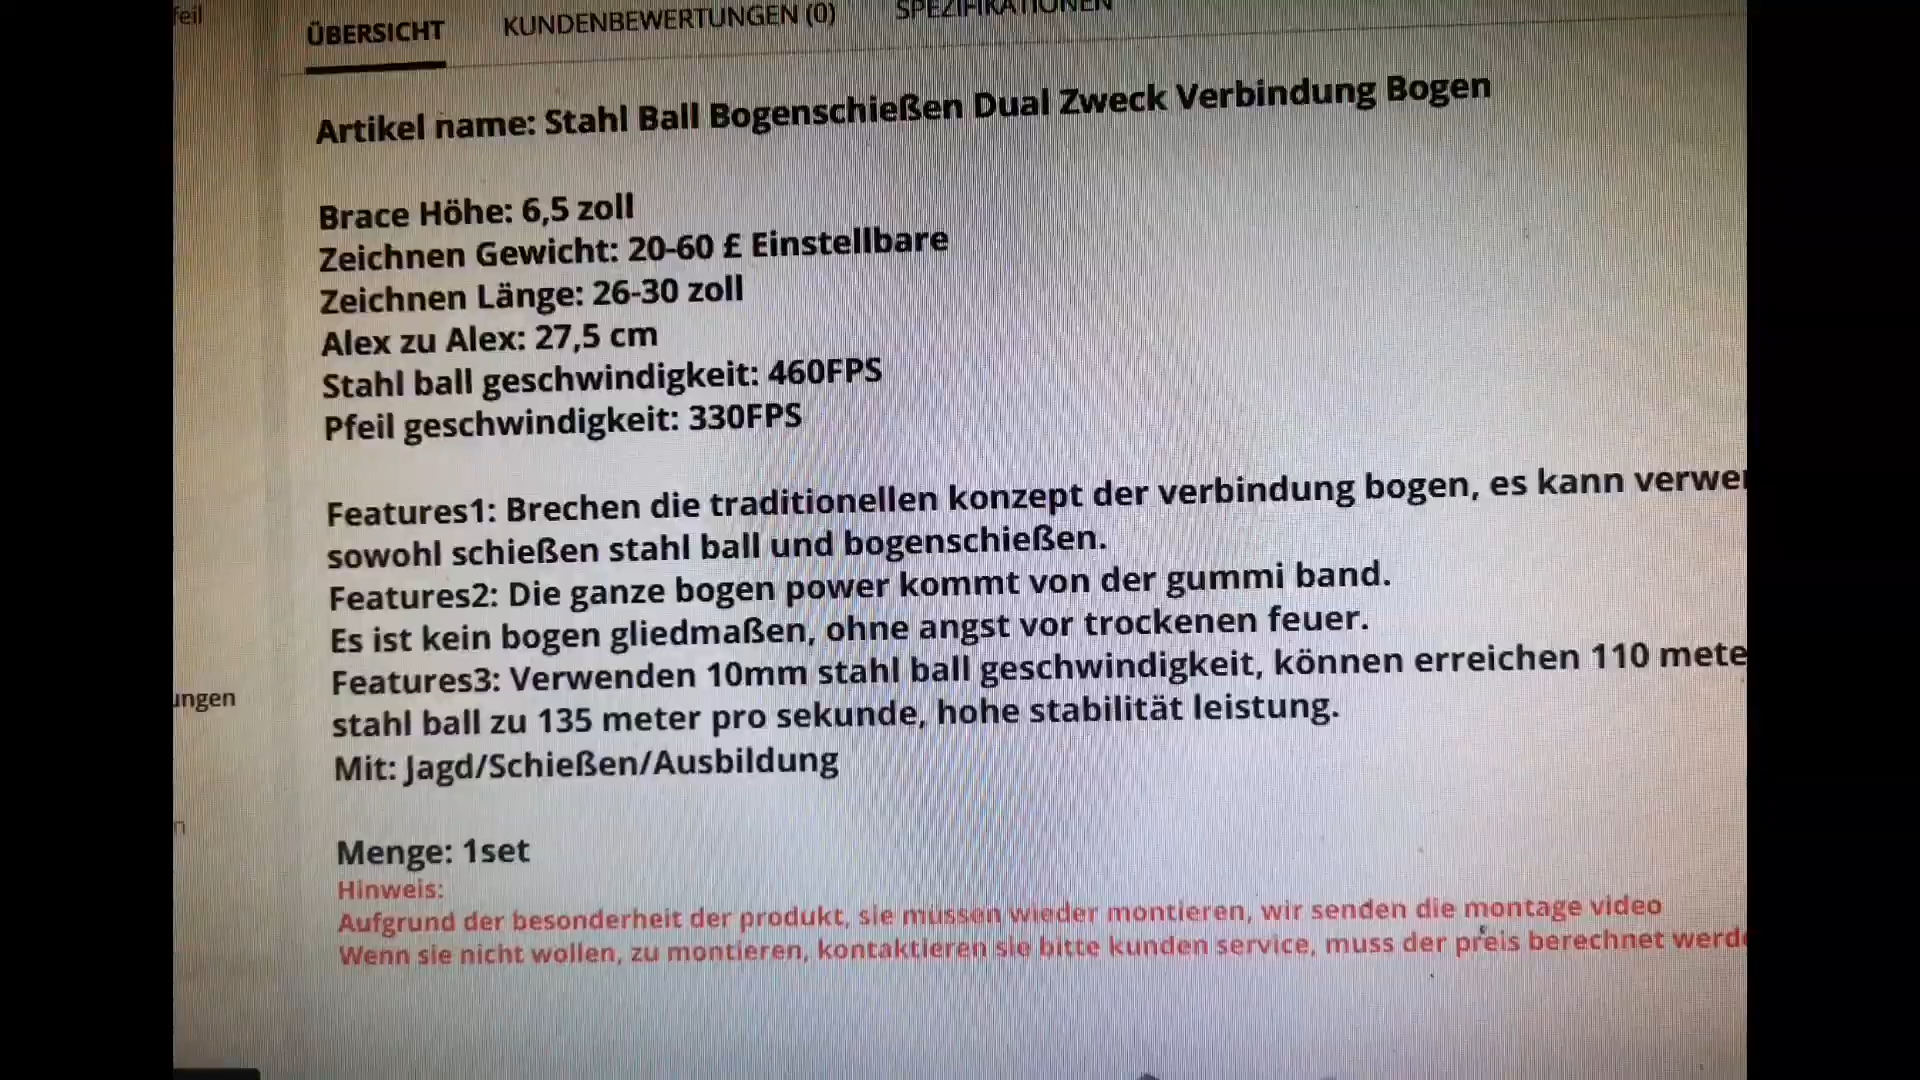 feil
ÜBERSICHT
KUNDENBEWERTUNGEN (0)
SPEZIFIKATIONEN
Artikel name: Stahl Ball Bogenschießen Dual Zweck Verbindung Bogen
Brace Höhe: 6,5 zoll
Zeichnen Gewicht: 20-60 £ Einstellbare
Zeichnen Länge: 26-30 zoll
Alex zu Alex: 27,5 cm
Stahl ball geschwindigkeit: 460FPS
Pfeil geschwindigkeit: 330FPS
Features1: Brechen die traditionellen konzept der verbindung bogen, es kann verwe
sowohl schießen stahl ball und bogenschießen.
Features2: Die ganze bogen power kommt von der gummi band.
Es ist kein bogen gliedmaßen, ohne angst vor trockenen feuer.
Features3: Verwenden 10mm stahl ball geschwindigkeit, können erreichen 110 mete
stahl ball zu 135 meter pro sekunde, hohe stabilität leistung.
Mit: Jagd/Schießen/Ausbildung
ungen
n
Menge: 1set
Hinweis:
Aufgrund der besonderheit der produkt, sie müssen wieder montieren, wir senden die montage video
Wenn sie nicht wollen, zu montieren, kontaktieren sie bitte kunden service, muss der preis berechnet werd